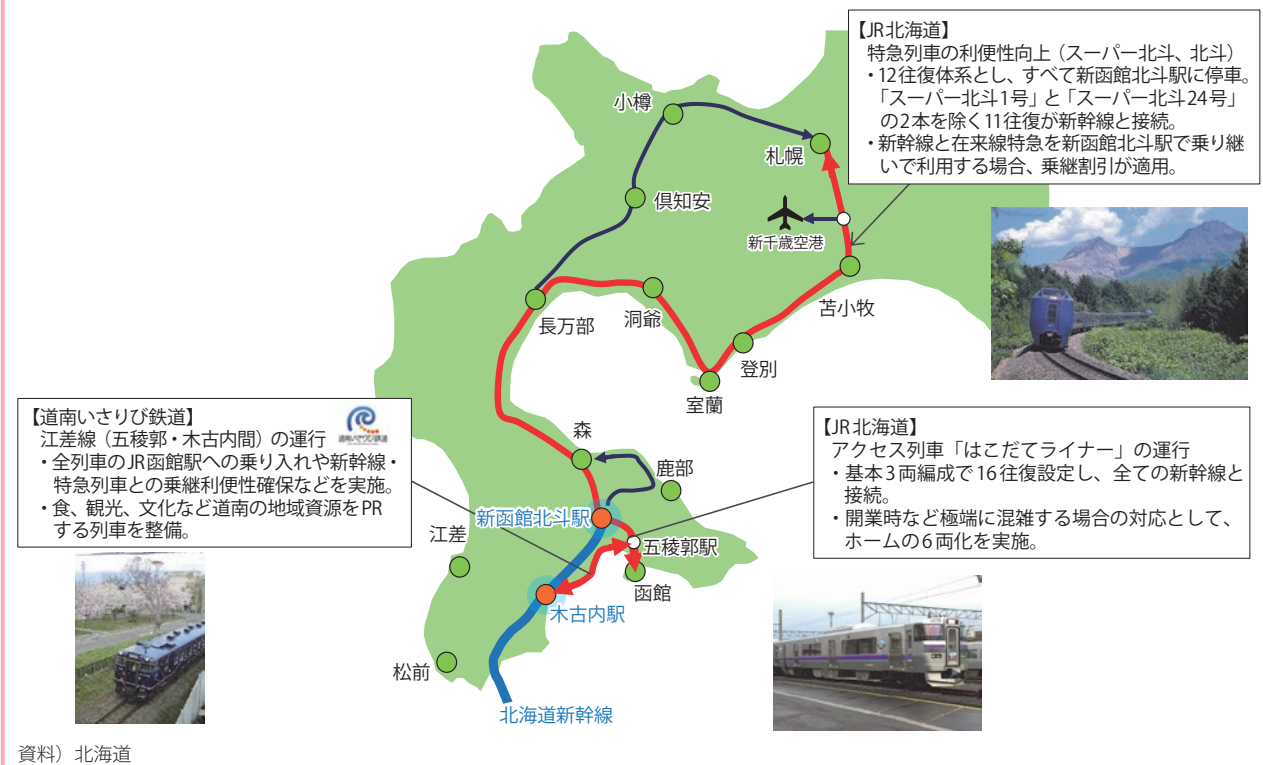 【JR北海道】
特急列車の利便性向上（スーパー北斗、北斗）
・12往復体系とし、すべて新函館北斗駅に停車。
「スーパー北斗1号」と「スーパー北斗24号」
の2本を除く11往復が新幹線と接続。
・新幹線と在来線特急を新函館北斗駅で乗り継
いで利用する場合、乗継割引が適用。
小樽
札幌
倶知安
新千歳空港
苫小牧
長万部
洞爺
登別
室蘭
【道南いさりび鉄道】
江差線（五稜郭・木古内間）の運行
道南いさりび鉄道
・全列車のJR函館駅への乗り入れや新幹線・
特急列車との乗継利便性確保などを実施。
・食、観光、文化など道南の地域資源をPR
する列車を整備。
【JR北海道】
アクセス列車「はこだてライナー」の運行
・基本3両編成で16往復設定し、全ての新幹線と
接続。
・開業時など極端に混雑する場合の対応として、
ホームの6両化を実施。
森
鹿部
新函館北斗駅
江差
五稜郭駅
函館
木古内駅
松前
北海道新幹線
資料）北海道